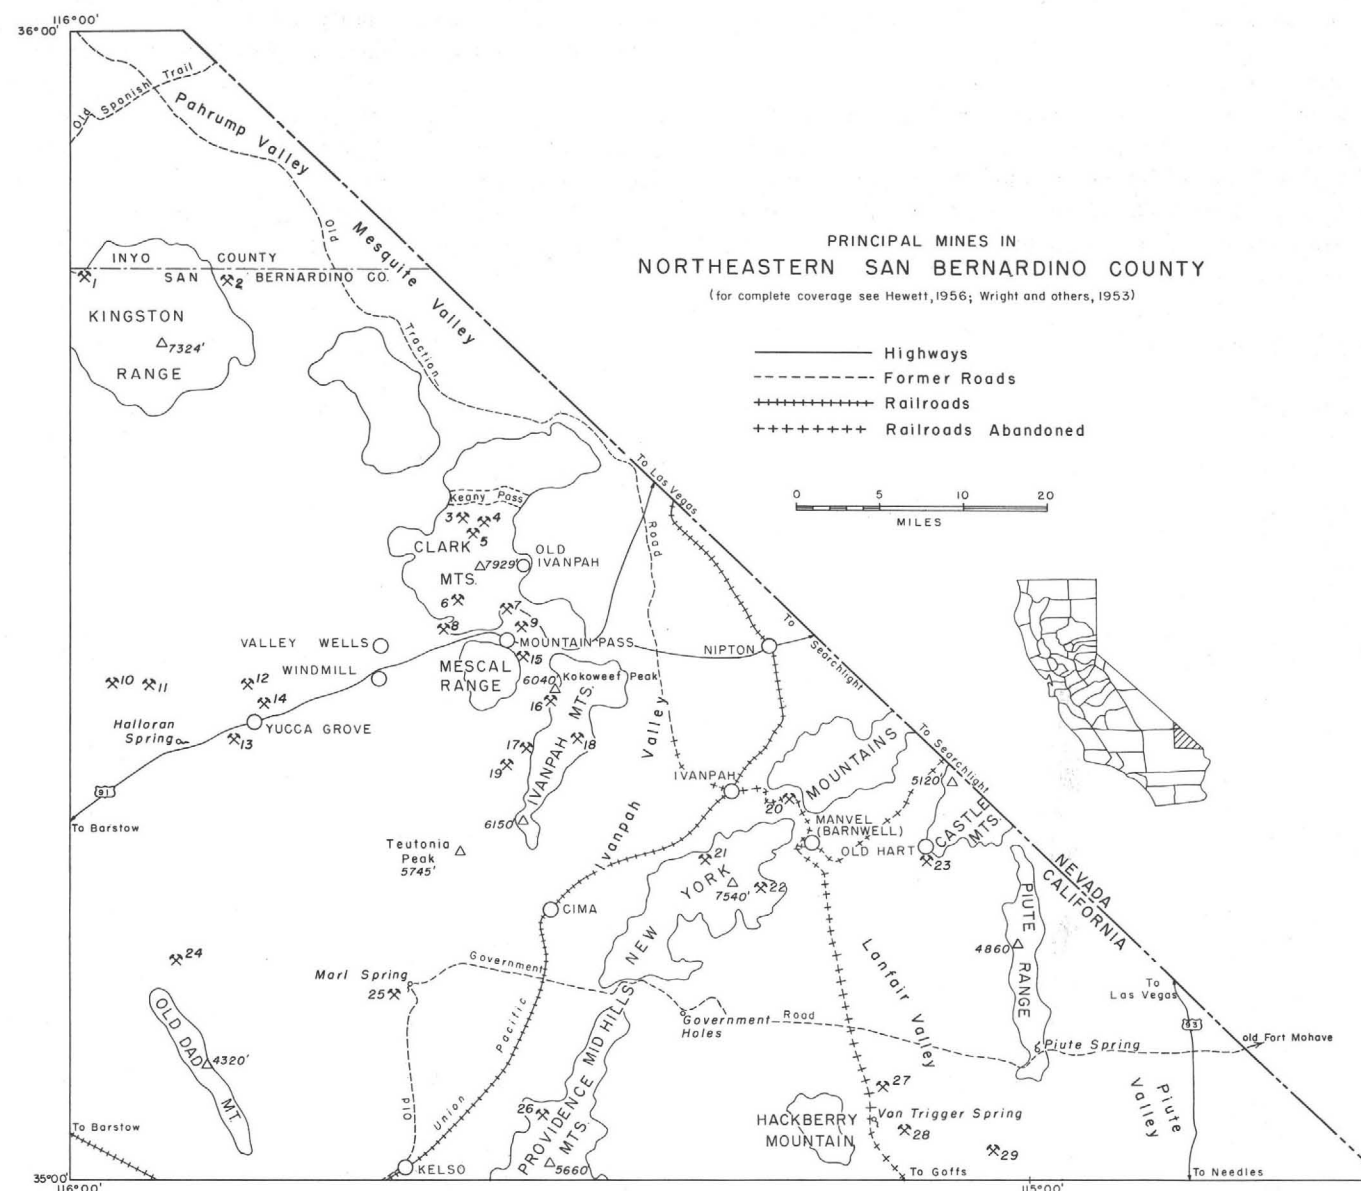 116°00'
36°00'
Old Spanish Trail
Pahrump Valley
Old
Mesquite Valley
Traction
INYO COUNTY
SAN BERNARDINO CO.
1
2
KINGSTON
7324'
RANGE
PRINCIPAL MINES IN
NORTHEASTERN SAN BERNARDINO COUNTY
(for complete coverage see Hewett, 1956; Wright and others, 1953)
Highways
Former Roads
Railroads
Railroads Abandoned
0 5 10 20
MILES
To Las Vegas
Keany Pass
3
4
5
Road
CLARK
MTS.
7929'
OLD
IVANPAH
6
7
8
9
VALLEY WELLS
MOUNTAIN PASS
NIPTON
To Searchlight
WINDMILL
MESCAL
RANGE
15
6040'
Kokoweef Peak
16
IVANPAH MTS.
10
11
12
14
Halloran
Spring
YUCCA GROVE
13
17
18
19
Valley
91
To Barstow
6150'
IVANPAH
20
MOUNTAINS
To Searchlight
5120'
CASTLE
MTS.
MANVEL
(BARNWELL)
OLD HART
23
Teutonia
Peak
5745'
Ivanpah
21
NEW YORK
7540'
22
NEVADA
CALIFORNIA
CIMA
PIUTE
4860
RANGE
24
Marl Spring
25
Government
Lanfair Valley
To
Las Vegas
OLD DAD
4320'
MT.
Union Pacific
Government
Holes
Road
93
old Fort Mohave
Piute Spring
PROVIDENCE MID HILLS
MTS.
Old
26
27
Van Trigger Spring
28
HACKBERRY
MOUNTAIN
29
Piute
Valley
To Barstow
KELSO
5660
To Goffs
To Needles
35°00'
116°00'
115°00'